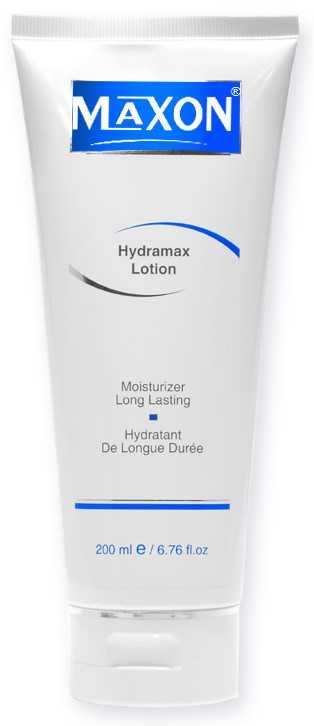 MAXON®
Hydramax
Lotion
Moisturizer
Long Lasting
Hydratant
De Longue Durée
200 ml e / 6.76 fl.oz